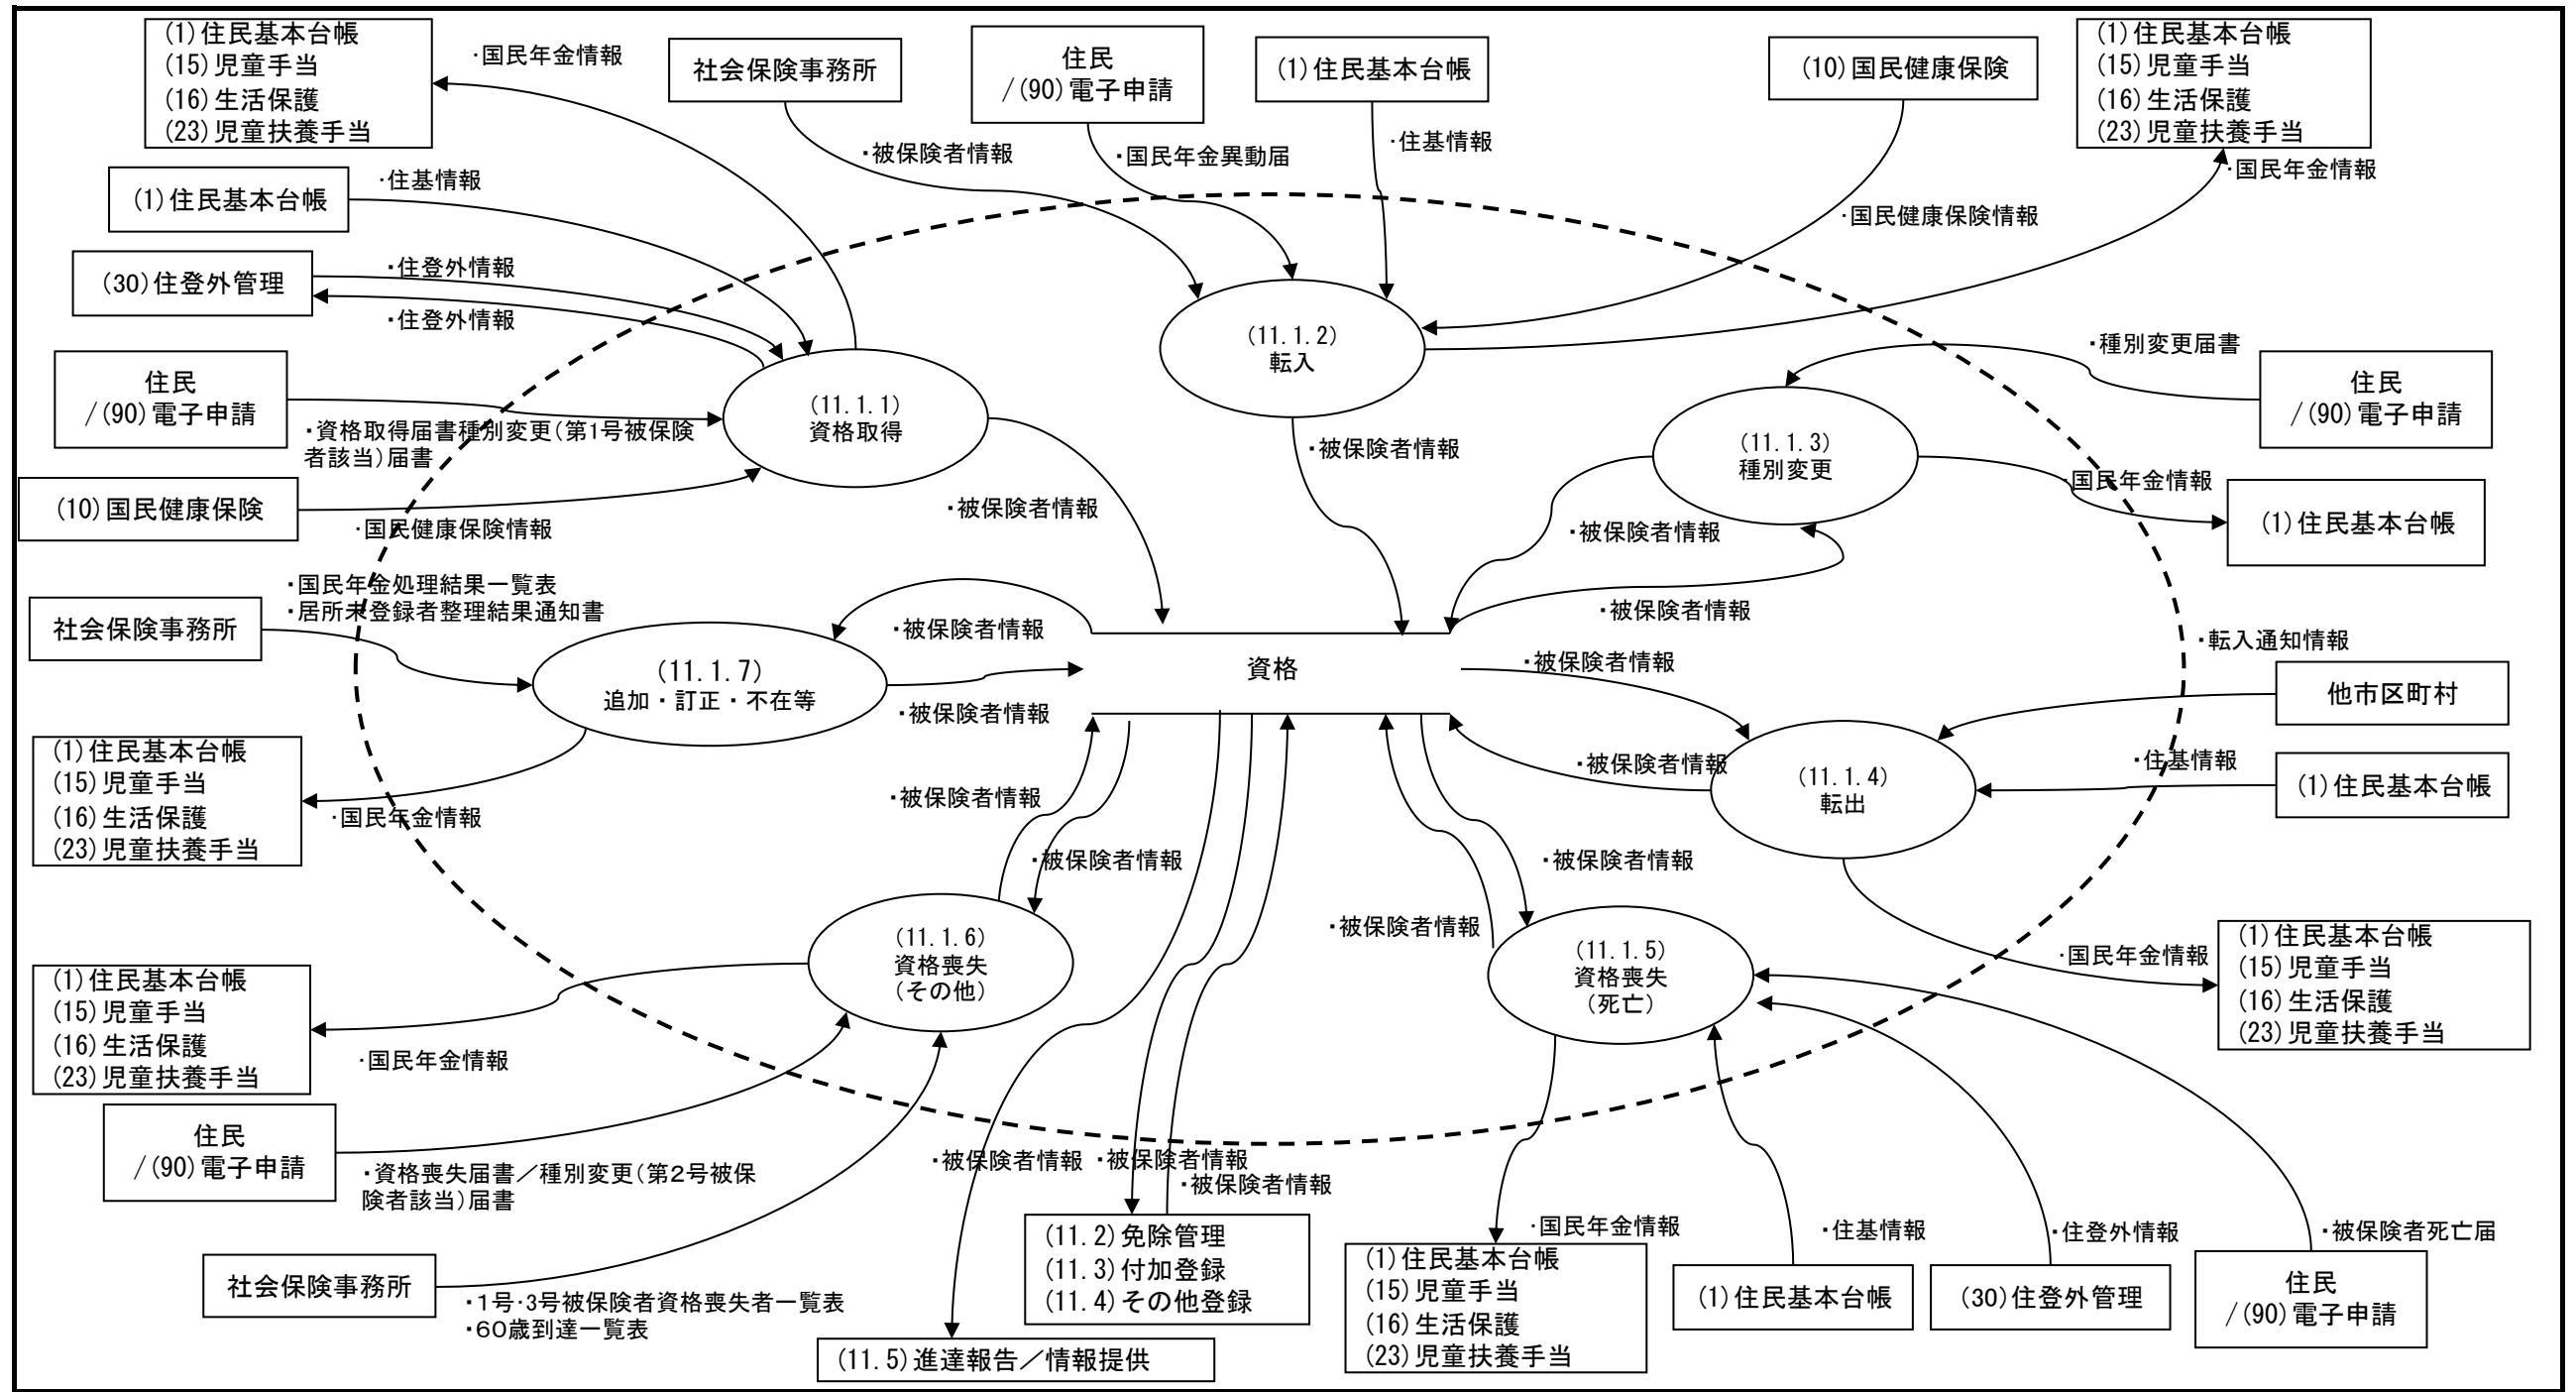 (1)住民基本台帳
(15)児童手当
(16)生活保護
(23)児童扶養手当
・国民年金情報
社会保険事務所
・被保険者情報
住民
/(90)電子申請
・国民年金異動届
(1)住民基本台帳
・住基情報
(10)国民健康保険
・国民健康保険情報
(1)住民基本台帳
(15)児童手当
(16)生活保護
(23)児童扶養手当
・国民年金情報
(1)住民基本台帳
・住基情報
(30)住登外管理
・住登外情報
・住登外情報
住民
/(90)電子申請
・資格取得届書種別変更(第1号被保険
者該当)届書
(10)国民健康保険
・国民健康保険情報
(11.1.1)
資格取得
・被保険者情報
(11.1.2)
転入
・被保険者情報
(11.1.3)
種別変更
・種別変更届書
住民
/(90)電子申請
・国民年金情報
(1)住民基本台帳
・被保険者情報
・被保険者情報
・国民年金処理結果一覧表
・居所未登録者整理結果通知書
社会保険事務所
(11.1.7)
追加・訂正・不在等
・被保険者情報
・被保険者情報
資格
・被保険者情報
・被保険者情報
・転入通知情報
他市区町村
・住基情報
(1)住民基本台帳
(11.1.4)
転出
(1)住民基本台帳
(15)児童手当
(16)生活保護
(23)児童扶養手当
・国民年金情報
・被保険者情報
・被保険者情報
・被保険者情報
・被保険者情報
(11.1.6)
資格喪失
(その他)
(11.1.5)
資格喪失
(死亡)
・国民年金情報
(1)住民基本台帳
(15)児童手当
(16)生活保護
(23)児童扶養手当
(1)住民基本台帳
(15)児童手当
(16)生活保護
(23)児童扶養手当
・国民年金情報
住民
/(90)電子申請
・資格喪失届書/種別変更(第2号被保
険者該当)届書
社会保険事務所
・1号・3号被保険者資格喪失者一覧表
・60歳到達一覧表
・被保険者情報
・被保険者情報
・被保険者情報
(11.2)免除管理
(11.3)付加登録
(11.4)その他登録
(11.5)進達報告/情報提供
・国民年金情報
(1)住民基本台帳
(15)児童手当
(16)生活保護
(23)児童扶養手当
・住基情報
(1)住民基本台帳
・住登外情報
(30)住登外管理
・被保険者死亡届
住民
/(90)電子申請